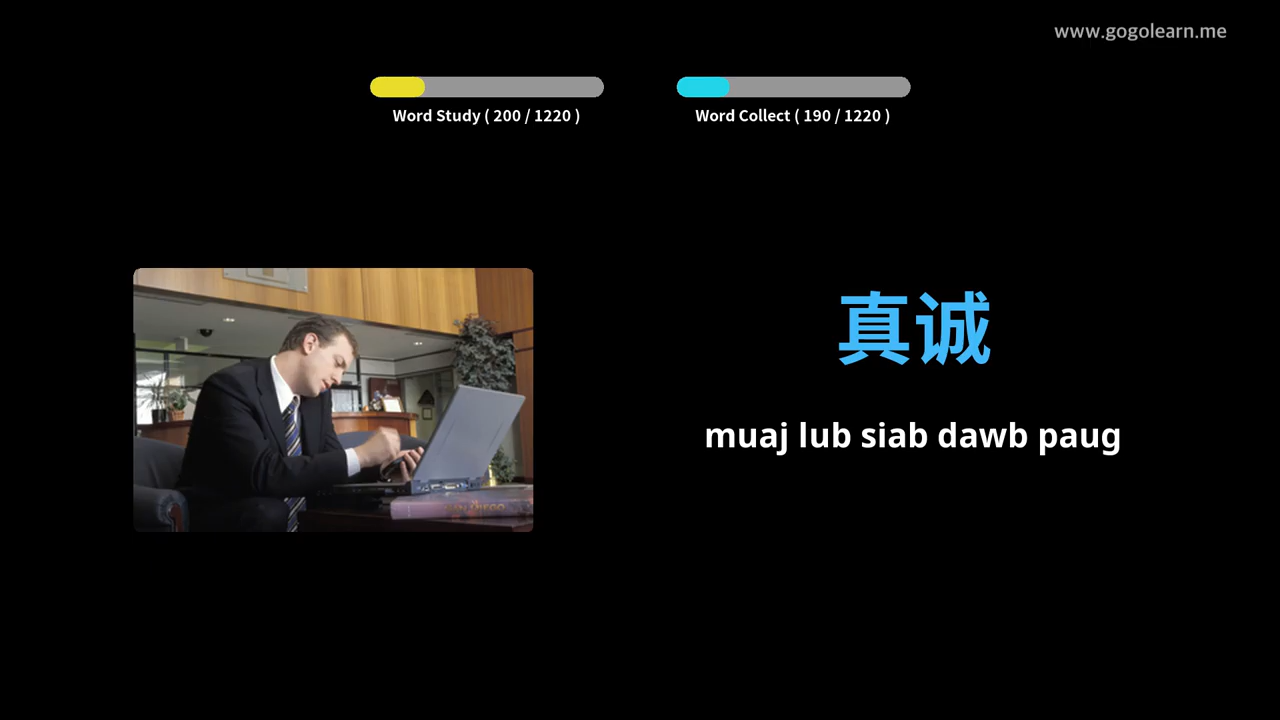 www.gogolearn.me
Word Study ( 200 / 1220 )
Word Collect ( 190 / 1220 )
真诚
muaj lub siab dawb paug